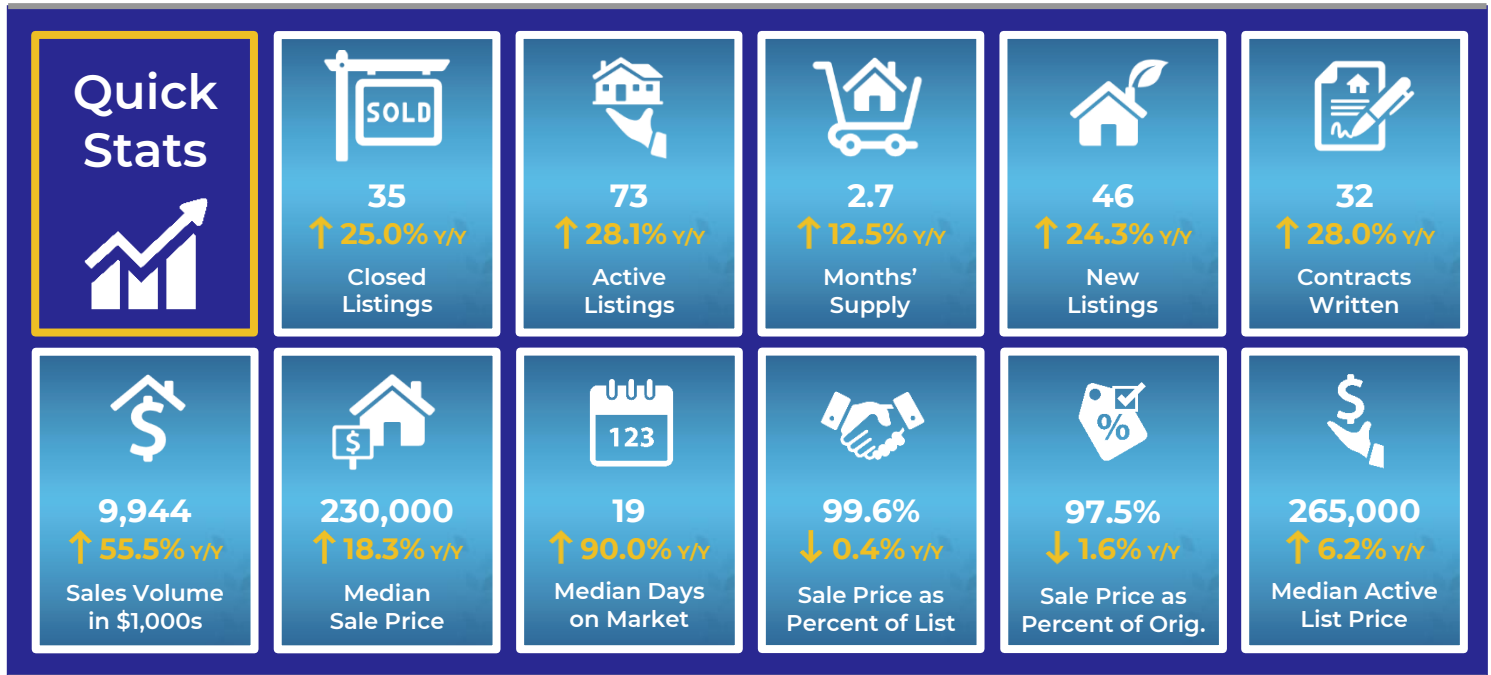 Quick
Stats
SOLD
35
↑ 25.0% Y/Y
Closed
Listings
73
↑ 28.1% Y/Y
Active
Listings
2.7
↑ 12.5% Y/Y
Months’
Supply
46
↑ 24.3% Y/Y
New
Listings
32
↑ 28.0% Y/Y
Contracts
Written
$
9,944
↑ 55.5% Y/Y
Sales Volume
in $1,000s
$
230,000
↑ 18.3% Y/Y
Median
Sale Price
123
19
↑ 90.0% Y/Y
Median Days
on Market
99.6%
↓ 0.4% Y/Y
Sale Price as
Percent of List
%
97.5%
↓ 1.6% Y/Y
Sale Price as
Percent of Orig.
$
265,000
↑ 6.2% Y/Y
Median Active
List Price